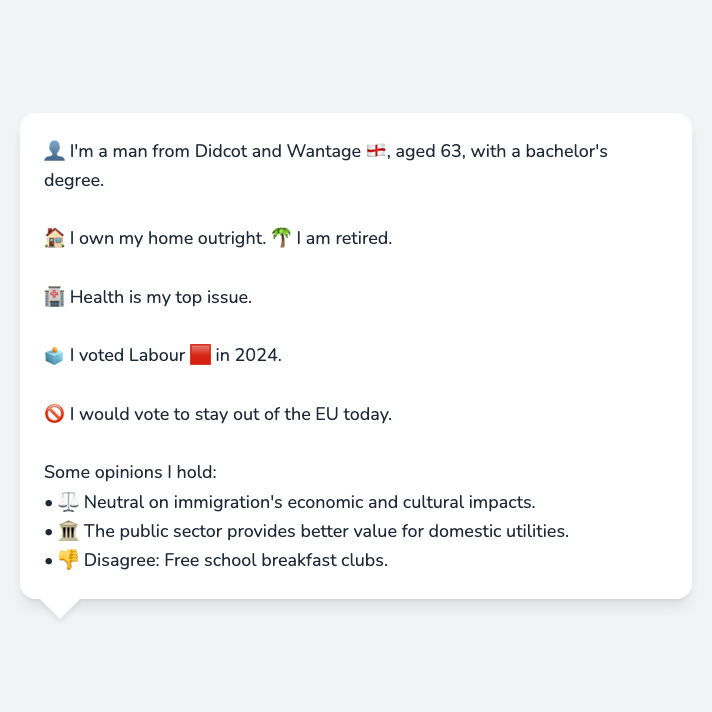 👤 I'm a man from Didcot and Wantage 🏴󠁧󠁢󠁥󠁮󠁧󠁿, aged 63, with a bachelor's
degree.
🏠 I own my home outright. 🌴 I am retired.
🏥 Health is my top issue.
🗳️ I voted Labour 🟥 in 2024.
🚫 I would vote to stay out of the EU today.
Some opinions I hold:
• ⚖️ Neutral on immigration's economic and cultural impacts.
• 🏛️ The public sector provides better value for domestic utilities.
• 👎 Disagree: Free school breakfast clubs.